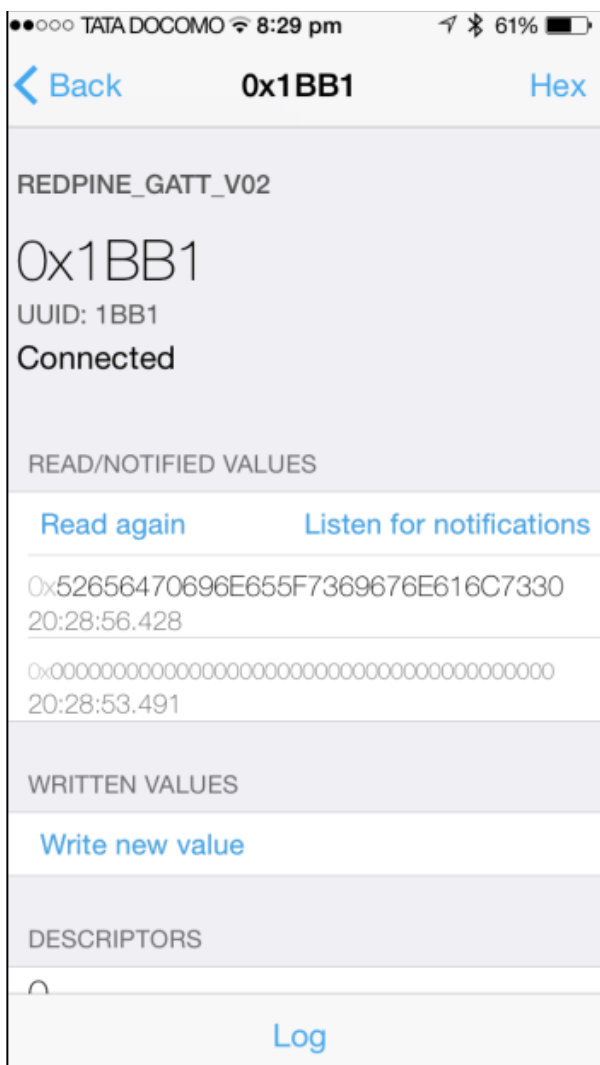 TATA DOCOMO 8:29 pm 61%
Back 0x1BB1 Hex
REDPINE_GATT_V02
0x1BB1
UUID: 1BB1
Connected
READ/NOTIFIED VALUES
Read again Listen for notifications
0x52656470696E655F7369676E616C7330
20:28:56.428
20:28:53.491
WRITTEN VALUES
Write new value
DESCRIPTORS
Log